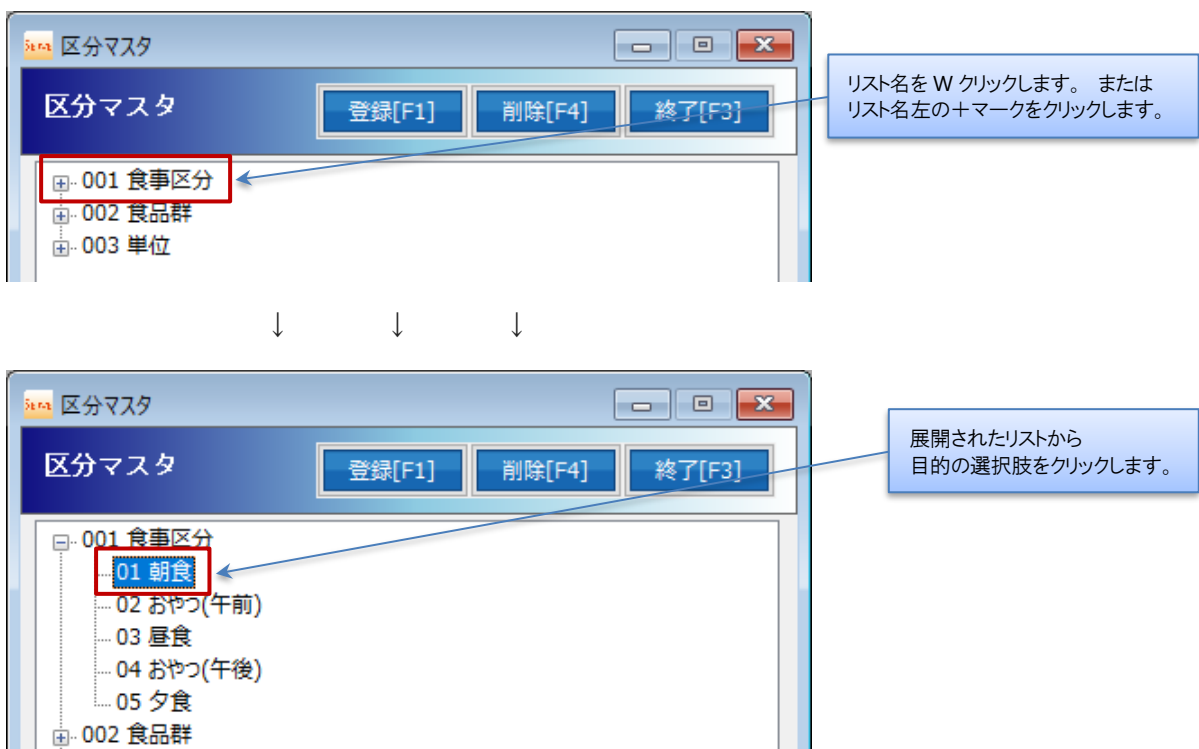 区分マスタ
区分マスタ
登録[F1]
削除[F4]
終了[F3]
リスト名を W クリックします。 または
リスト名左の+マークをクリックします。
001 食事区分
002 食品群
003 単位
↓ ↓ ↓
区分マスタ
区分マスタ
登録[F1]
削除[F4]
終了[F3]
展開されたリストから
目的の選択肢をクリックします。
001 食事区分
01 朝食
02 おやつ(午前)
03 昼食
04 おやつ(午後)
05 夕食
002 食品群